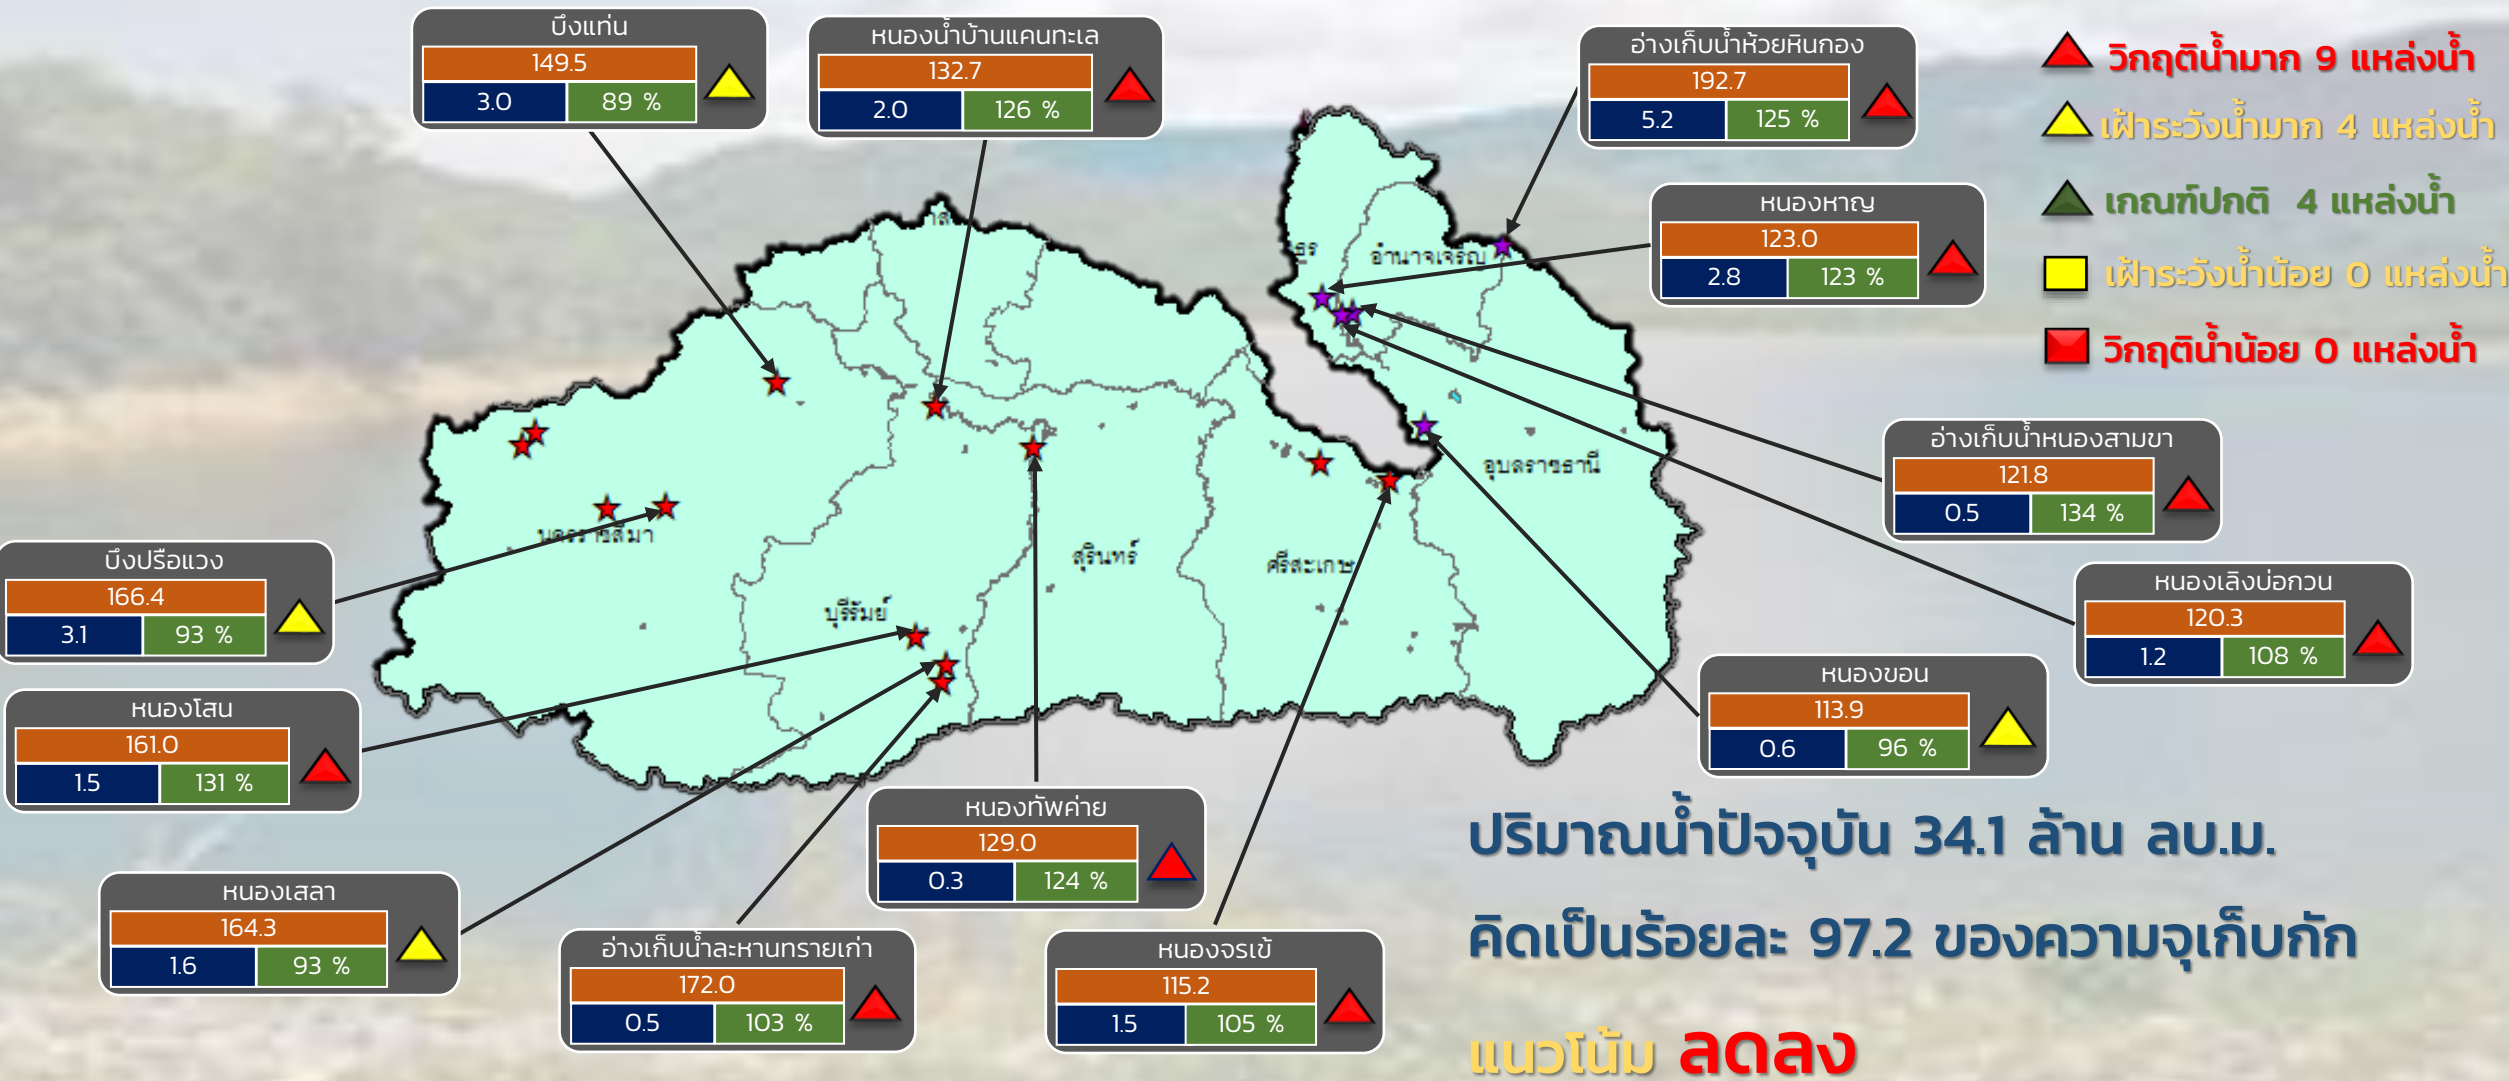 บึงแท่น
149.5
3.0 89 %
หนองน้ำบ้านแคนทะเล
132.7
2.0 126 %
อ่างเก็บน้ำห้วยหินกอง
192.7
5.2 125 %
วิกฤติน้ำมาก 9 แหล่งน้ำ
เฝ้าระวังน้ำมาก 4 แหล่งน้ำ
เกณฑ์ปกติ 4 แหล่งน้ำ
เฝ้าระวังน้ำน้อย 0 แหล่งน้ำ
วิกฤติน้ำน้อย 0 แหล่งน้ำ
หนองหาญ
123.0
2.8 123 %
อำนาจเจริญ
อ่างเก็บน้ำหนองสามขา
121.8
0.5 134 %
อุบลราชธานี
นครราชสีมา
สุรินทร์
ศรีสะเกษ
บุรีรัมย์
บึงปรือแวง
166.4
3.1 93 %
หนองเลิงบ่อกวน
120.3
1.2 108 %
หนองขอน
113.9
0.6 96 %
หนองโสน
161.0
1.5 131 %
หนองทัพค่าย
129.0
0.3 124 %
หนองเสลา
164.3
1.6 93 %
อ่างเก็บน้ำละหานทรายเก่า
172.0
0.5 103 %
หนองจรเข้
115.2
1.5 105 %
ปริมาณน้ำปัจจุบัน 34.1 ล้าน ลบ.ม.
คิดเป็นร้อยละ 97.2 ของความจุเก็บกัก
แนวโน้ม ลดลง